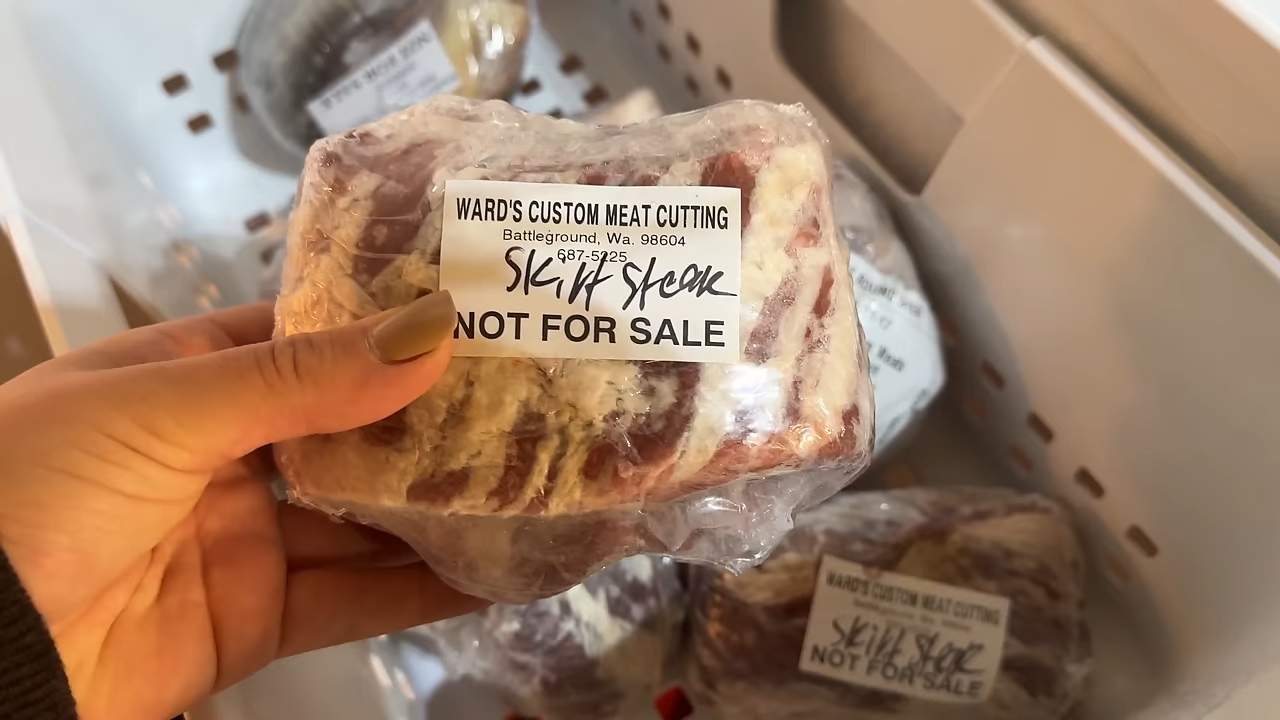 WARD'S CUSTOM MEAT CUTTING
Battleground, Wa. 98604
687-5225
Skirt Steak
NOT FOR SALE
WARD'S CUSTOM MEAT CUTTING
Skirt Steak
NOT FOR SALE